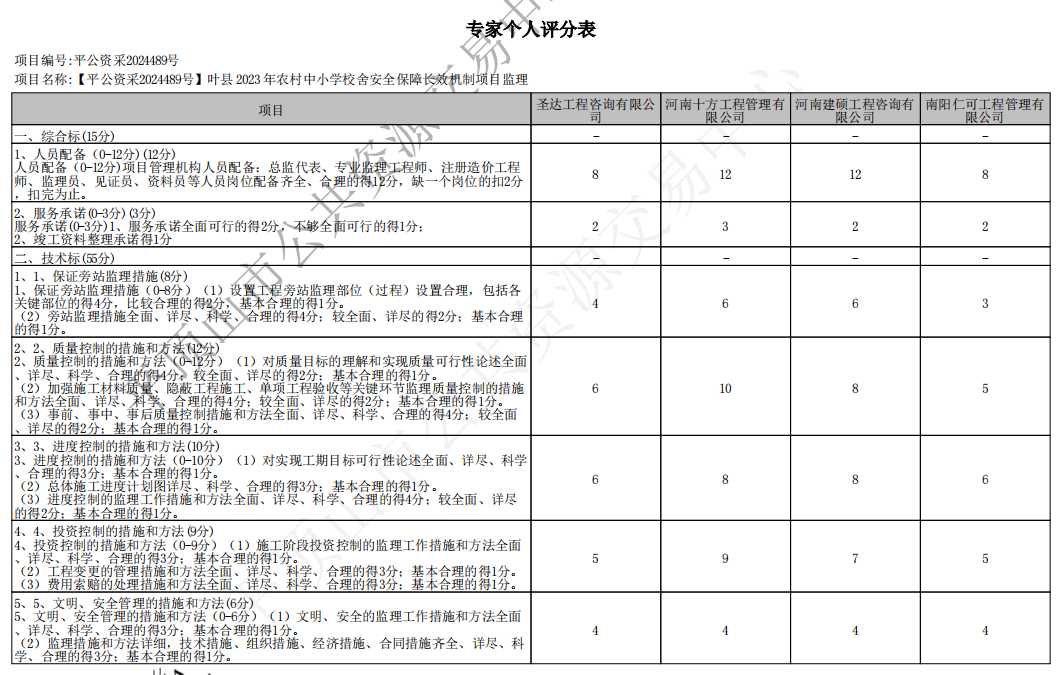 专家个人评分表
项目编号:平公资采2024489号
项目名称:【平公资采2024489号】叶县 2023 年农村中小学校舍安全保障长效机制项目监理
项目 圣达工程咨询有限公司 河南十方工程管理有限公司 河南建硕工程咨询有限公司 南阳仁可工程管理有限公司
一、综合标(15分) – – – –
1、人员配备（0-12分)(12分)
人员配备（0-12分)项目管理机构人员配备：总监代表、专业监理工程师、注册造价工程
师、监理员、见证员、资料员等人员岗位配备齐全、合理的得12分，缺一个岗位的扣2分
，扣完为止。
8 12 12 8
2、服务承诺(0-3分)(3分)
服务承诺(0-3分)1、服务承诺全面可行的得2分，不够全面可行的得1分；
2、竣工资料整理承诺得1分
2 3 2 2
二、技术标(55分) – – – –
1、1、保证旁站监理措施(8分)
1、保证旁站监理措施（0-8分）（1）设置工程旁站监理部位（过程）设置合理，包括各
关键部位的得4分，比较合理的得2分，基本合理的得1分。
（2）旁站监理措施全面、详尽、科学、合理的得4分；较全面、详尽的得2分；基本合理
的得1分。
4 6 6 3
2、2、质量控制的措施和方法(12分)
2、质量控制的措施和方法（0-12分）（1）对质量目标的理解和实现质量可行性论述全面
、详尽、科学、合理的得4分；较全面、详尽的得2分；基本合理的得1分。
（2）加强施工材料质量、隐蔽工程施工、单项工程验收等关键环节监理质量控制的措施
和方法全面、详尽、科学、合理的得4分；较全面、详尽的得2分；基本合理的得1分。
（3）事前、事中、事后质量控制措施和方法全面、详尽、科学、合理的得4分；较全面
、详尽的得2分；基本合理的得1分。
6 10 8 5
3、3、进度控制的措施和方法(10分)
3、进度控制的措施和方法（0-10分）（1）对实现工期目标可行性论述全面、详尽、科学
、合理的得3分；基本合理的得1分。
（2）总体施工进度计划图详尽、科学、合理的得3分；基本合理的得1分。
（3）进度控制的监理工作措施和方法全面、详尽、科学、合理的得4分；较全面、详尽
的得2分；基本合理的得1分。
6 8 8 6
4、4、投资控制的措施和方法(9分)
4、投资控制的措施和方法（0-9分）（1）施工阶段投资控制的监理工作措施和方法全面
、详尽、科学、合理的得3分；基本合理的得1分。
（2）工程变更的管理措施和方法全面、详尽、科学、合理的得3分；基本合理的得1分。
（3）费用索赔的处理措施和方法全面、详尽、科学、合理的得3分；基本合理的得1分。
5 9 7 5
5、5、文明、安全管理的措施和方法(6分)
5、文明、安全管理的措施和方法（0-6分）（1）文明、安全的监理工作措施和方法全面
、详尽、科学、合理的得3分；基本合理的得1分。
（2）监理措施和方法详细，技术措施、组织措施、经济措施、合同措施齐全、详尽、科
学、合理的得3分；基本合理的得1分。
4 4 4 4
平顶山市公共资源交易中心
平顶山市公共资源交易中心